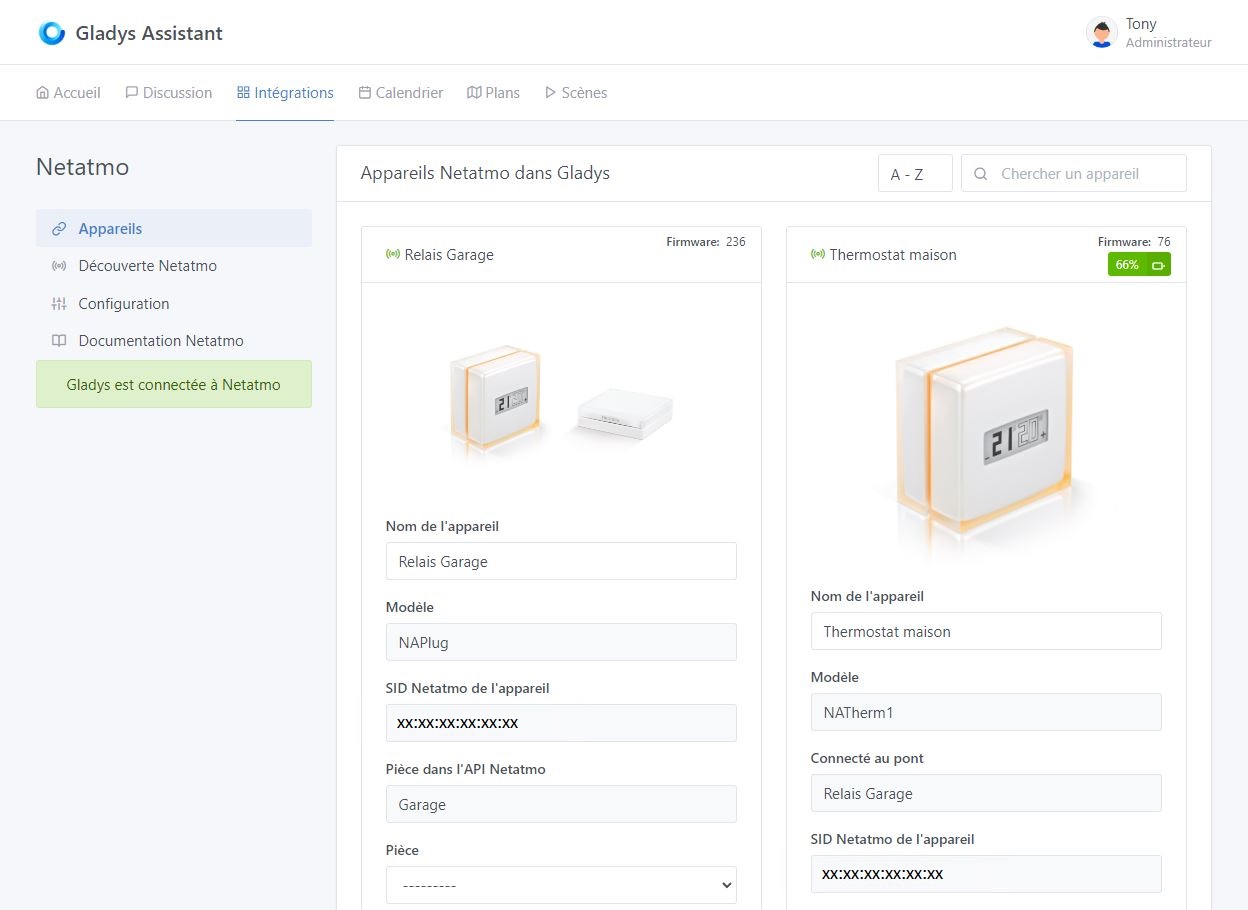 Gladys Assistant
Tony
Administrateur
Accueil
Discussion
Intégrations
Calendrier
Plans
Scènes
Netatmo
Appareils
Découverte Netatmo
Configuration
Documentation Netatmo
Gladys est connectée à Netatmo
Appareils Netatmo dans Gladys
A - Z
Chercher un appareil
Relais Garage
Firmware: 236
21 20
Nom de l'appareil
Relais Garage
Modèle
NAPlug
SID Netatmo de l'appareil
xx:xx:xx:xx:xx:xx
Pièce dans l'API Netatmo
Garage
Pièce
---------
Thermostat maison
Firmware: 76
66%
21 20
Nom de l'appareil
Thermostat maison
Modèle
NATherm1
Connecté au pont
Relais Garage
SID Netatmo de l'appareil
xx:xx:xx:xx:xx:xx